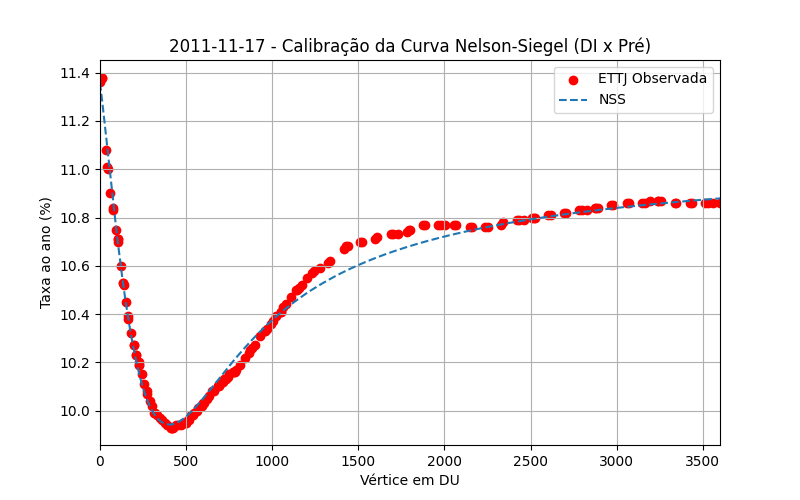 2011-11-17 - Calibração da Curva Nelson-Siegel (DI x Pré)
ETTJ Observada
NSS
Taxa ao ano (%)
11.4
11.2
11.0
10.8
10.6
10.4
10.2
10.0
0 500 1000 1500 2000 2500 3000 3500
Vértice em DU